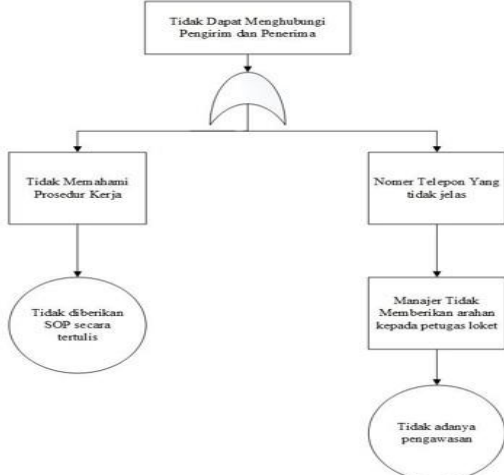 Tidak Dapat Menghubungi
Pengirim dan Penerima
Tidak Memahami
Prosedur Kerja
Nomer Telepon Yang
tidak jelas
Tidak diberikan
SOP secara
tertulis
Manajer Tidak
Memberikan arahan
kepada petugas loket
Tidak adanya
pengawasan